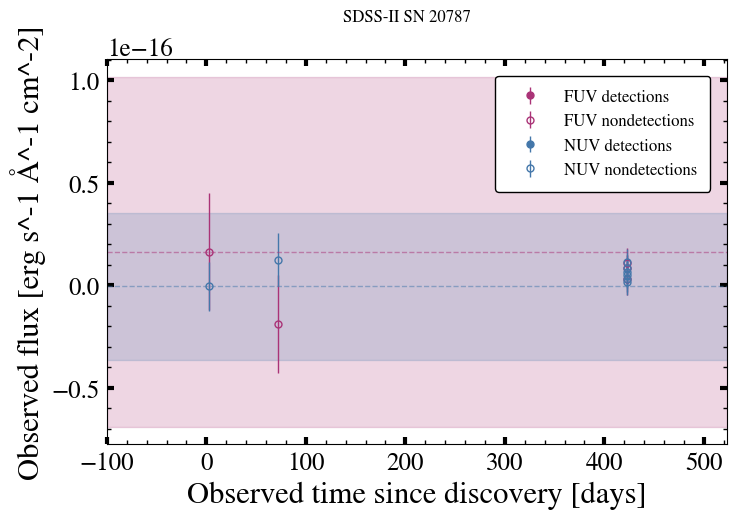 SDSS-II SN 20787
1e−16
1.0
0.5
0.0
−0.5
−100
0
100
200
300
400
500
Observed time since discovery [days]
Observed flux [erg s^-1 Å^-1 cm^-2]
FUV detections
FUV nondetections
NUV detections
NUV nondetections